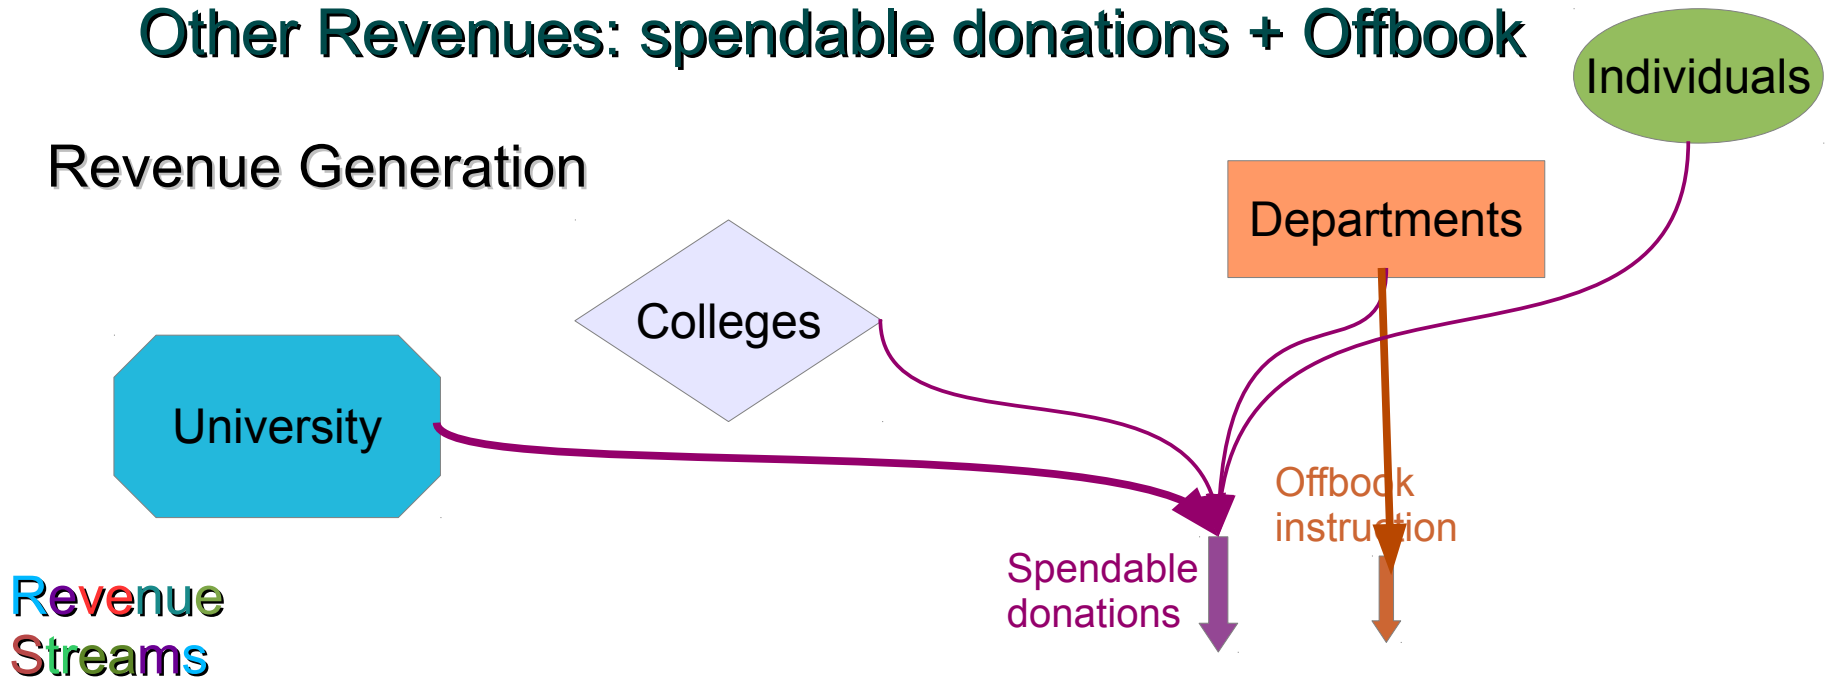 Other Revenues: spendable donations + Offbook
Individuals
Revenue Generation
Departments
Colleges
University
Offbook
instruction
Spendable
donations
Revenue
Streams